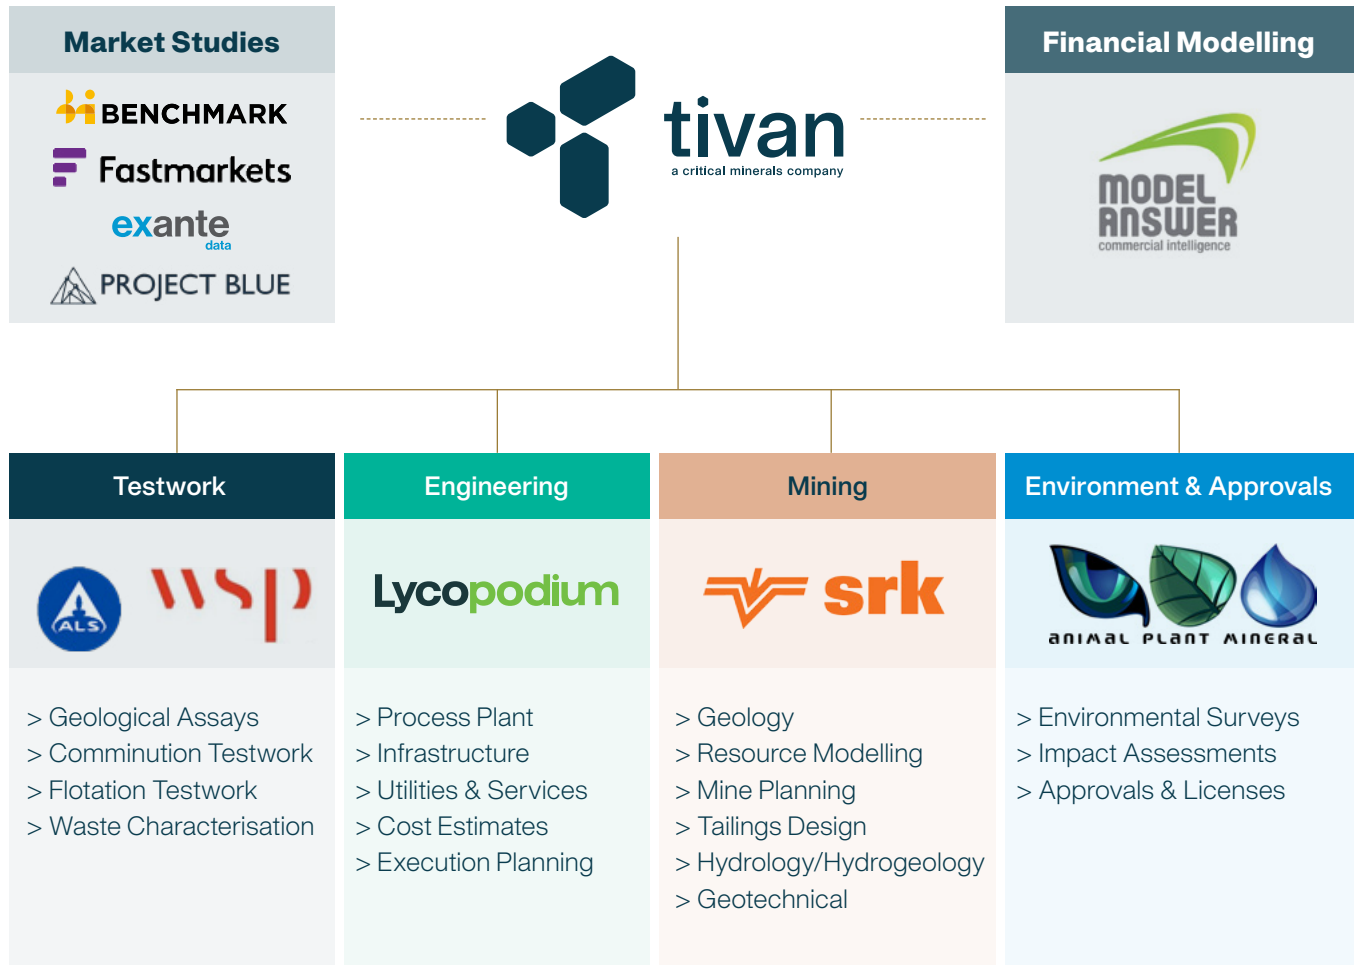 Market Studies
BENCHMARK
Fastmarkets
exante
data
PROJECT BLUE
tivan
a critical minerals company
Financial Modelling
MODEL
ANSWER
commercial intelligence
Testwork
ALS
wsp
> Geological Assays
> Comminution Testwork
> Flotation Testwork
> Waste Characterisation
Engineering
Lycopodium
> Process Plant
> Infrastructure
> Utilities & Services
> Cost Estimates
> Execution Planning
Mining
srk
> Geology
> Resource Modelling
> Mine Planning
> Tailings Design
> Hydrology/Hydrogeology
> Geotechnical
Environment & Approvals
ANIMAL PLANT MINERAL
> Environmental Surveys
> Impact Assessments
> Approvals & Licenses